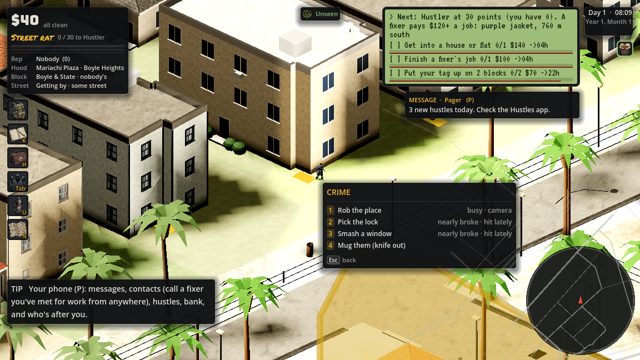 $40 all clean
STREET RAT 0 / 30 to Hustler
Rep Nobody (0)
Hood Mariachi Plaza · Boyle Heights
Block Boyle & State · nobody's
Street Getting by · some street
H
Tab
U
Unseen
> Next: Hustler at 30 points (you have 0). A
fixer pays $120+ a job: purple jacket, 760 m
south
[ ] Get into a house or flat 0/1 $140 ->04h
[ ] Finish a fixer's job 0/1 $100 ->04h
[ ] Put your tag up on 2 blocks 0/2 $70 ->22h
Day 1 · 08:09
Year 1, Month 1
MESSAGE · Pager (P)
3 new hustles today. Check the Hustles app.
CRIME
1 Rob the place busy · camera
2 Pick the lock nearly broke · hit lately
3 Smash a window nearly broke · hit lately
4 Mug them (knife out)
Esc back
TIP Your phone (P): messages, contacts (call a fixer
you've met for work from anywhere), hustles, bank,
and who's after you.